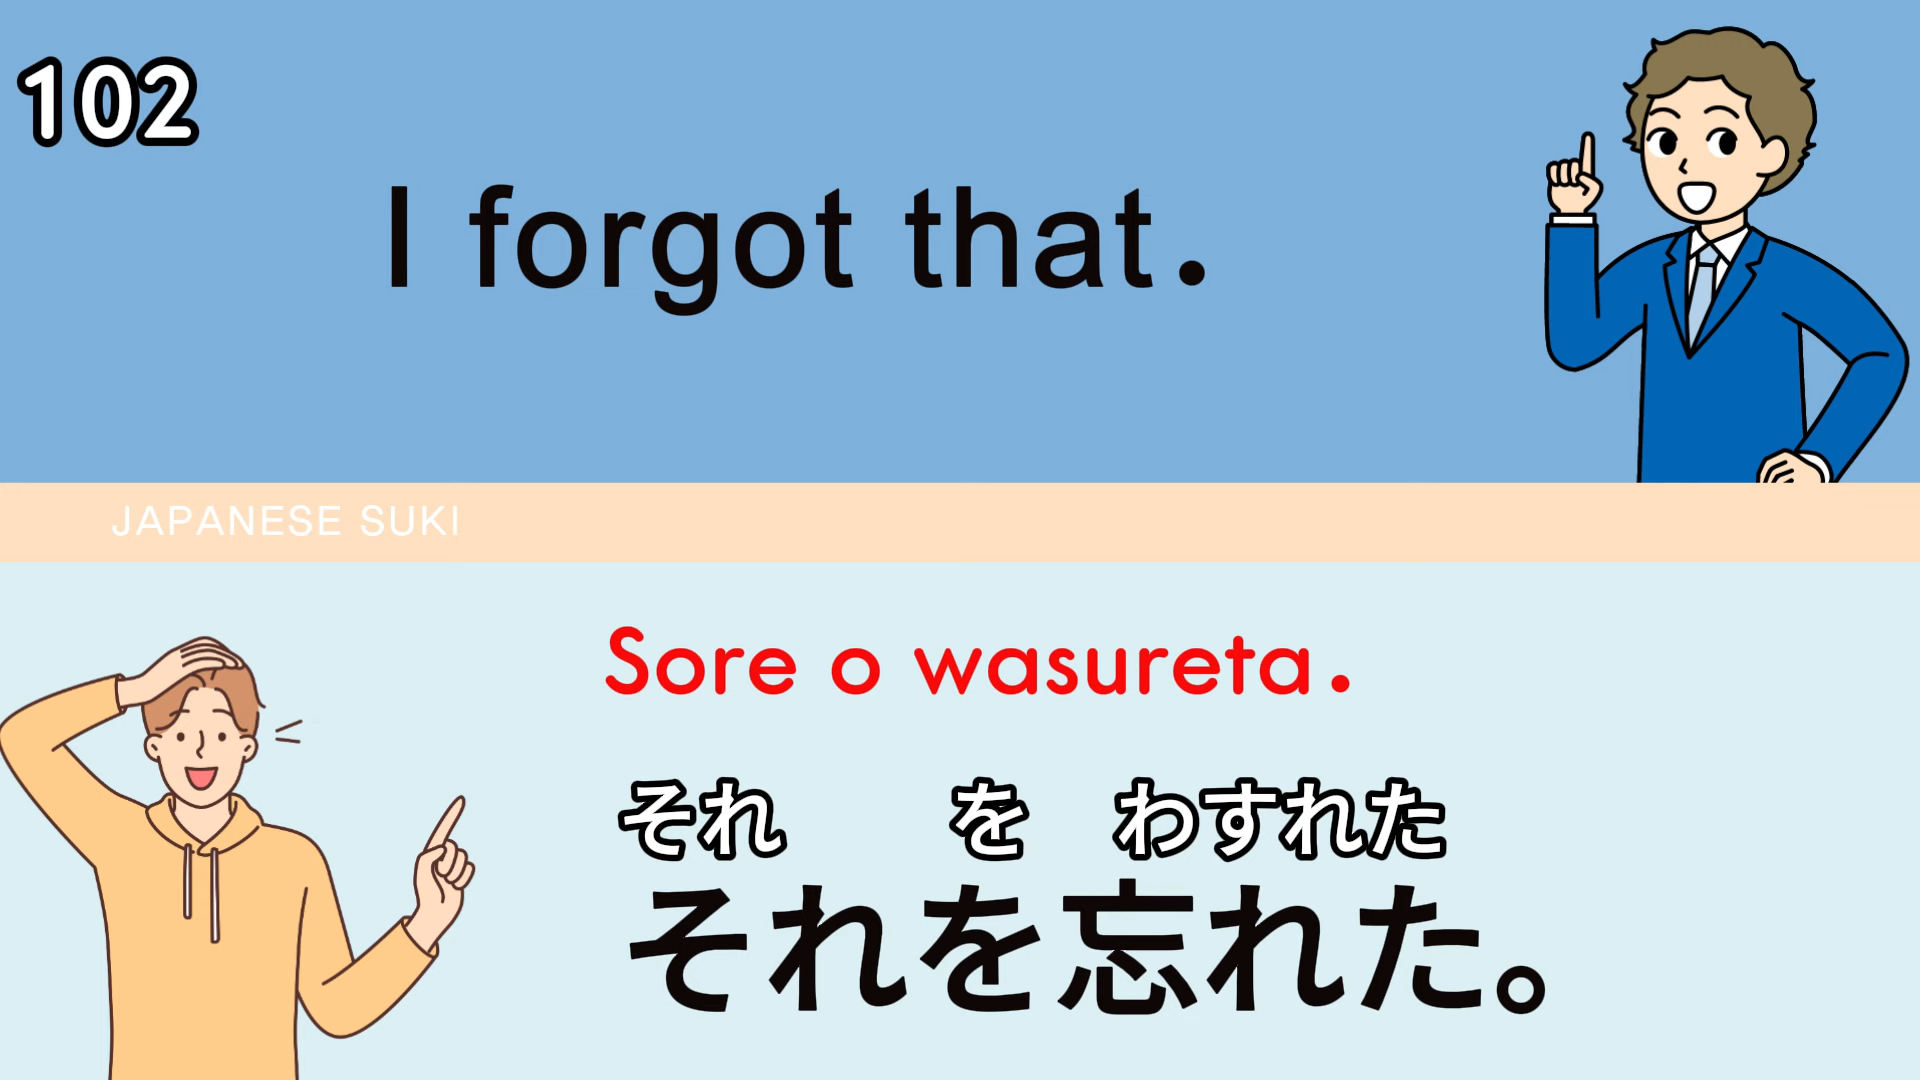 102
I forgot that.
JAPANESE SUKI
Sore o wasureta.
それ を わすれた
それを忘れた。